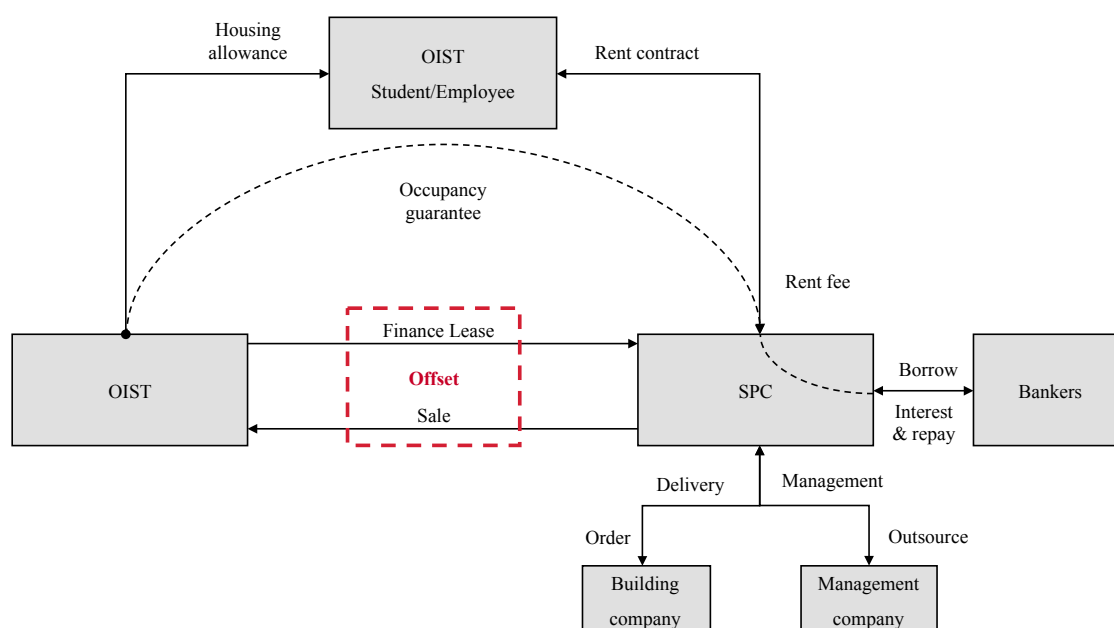 Housing
allowance
OIST
Student/Employee
Rent contract
Occupancy
guarantee
Rent fee
Finance Lease
OIST
Offset
SPC
Sale
Borrow
Interest
& repay
Bankers
Delivery
Management
Order
Outsource
Building
company
Management
company